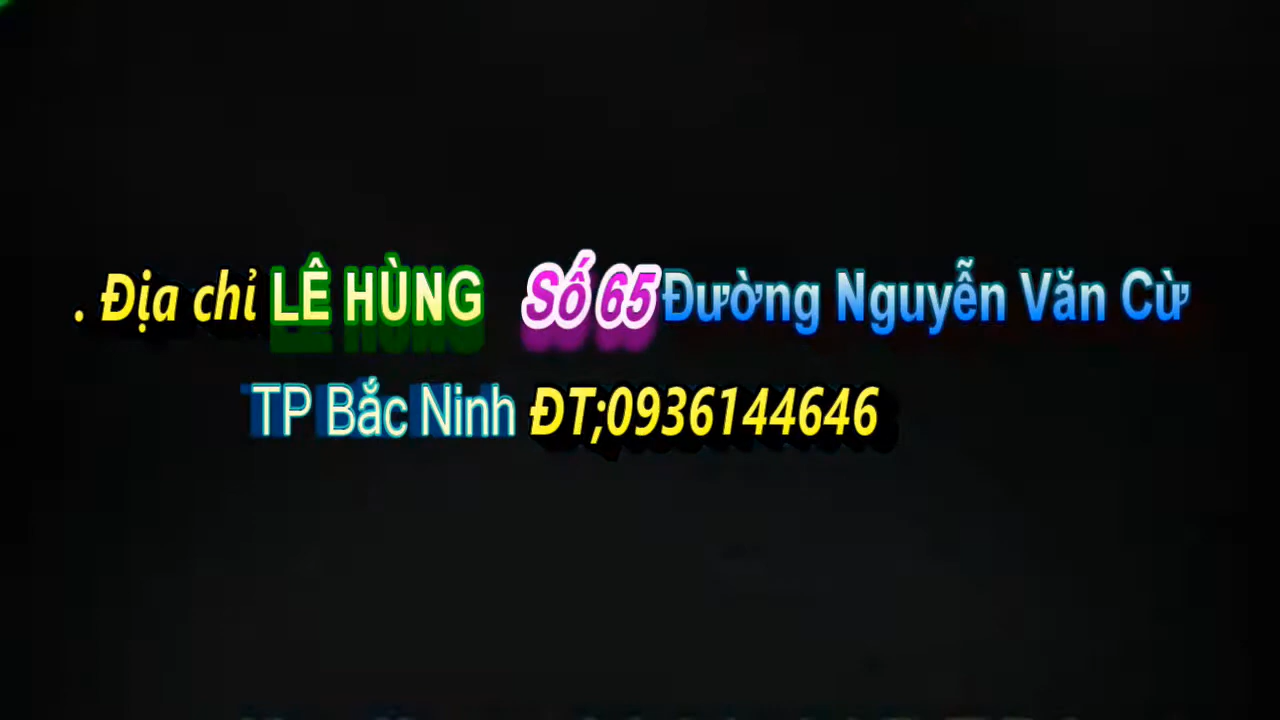 . Địa chỉ LÊ HÙNG Số 65 Đường Nguyễn Văn Cừ
TP Bắc Ninh ĐT;0936144646